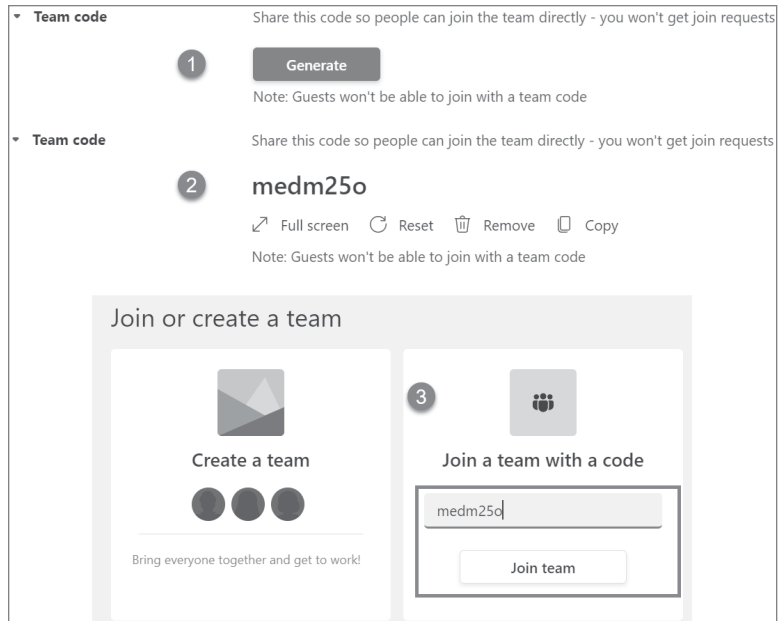 Team code Share this code so people can join the team directly - you won't get join requests
1 Generate
Note: Guests won't be able to join with a team code
Team code Share this code so people can join the team directly - you won't get join requests
2 medm25o
Full screen Reset Remove Copy
Note: Guests won't be able to join with a team code
Join or create a team
Create a team
Bring everyone together and get to work!
3
Join a team with a code
medm25o
Join team